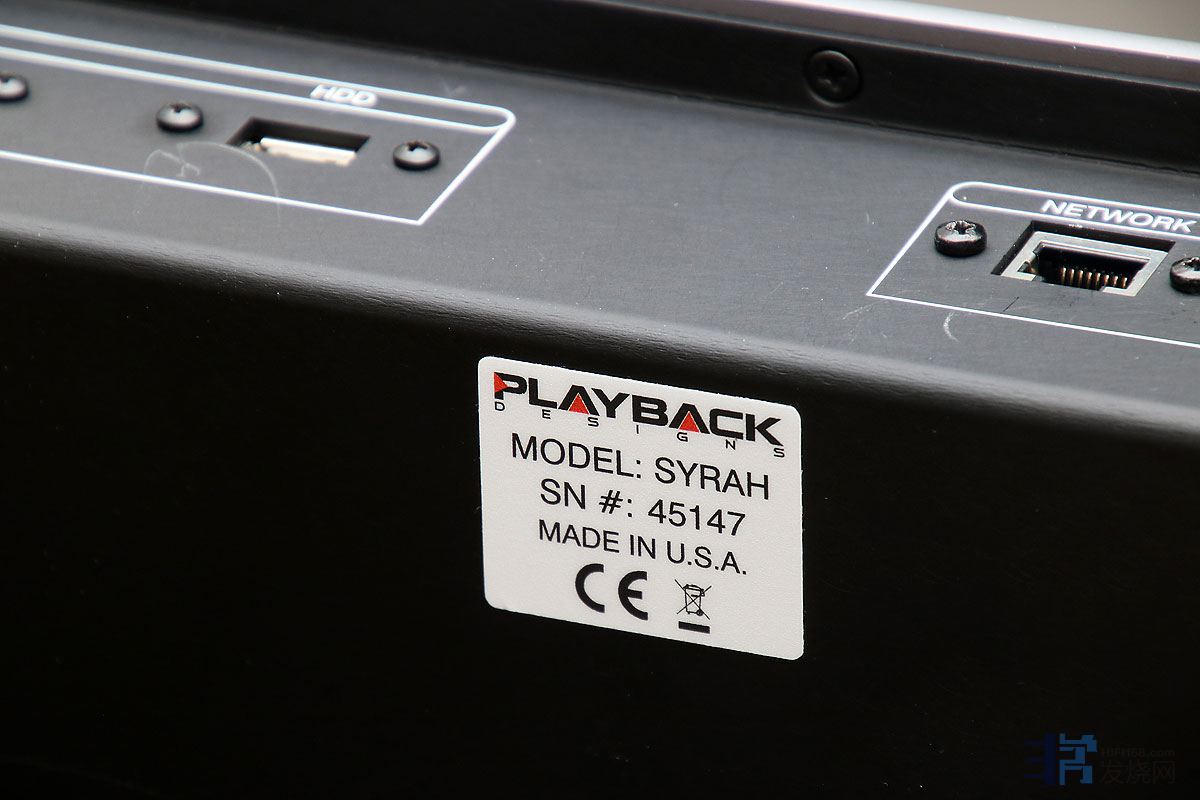 HDD
NETWORK
PLAYBACK
DESIGNS
MODEL: SYRAH
SN #: 45147
MADE IN U.S.A.
CE
发烧网